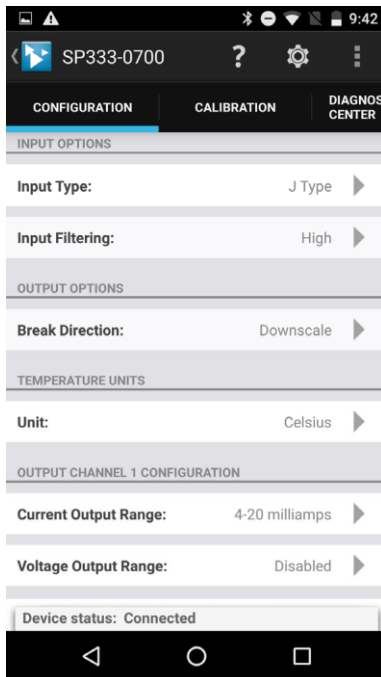 9:42
SP333-0700
?
CONFIGURATION
CALIBRATION
DIAGNOS
CENTER
INPUT OPTIONS
Input Type: J Type
Input Filtering: High
OUTPUT OPTIONS
Break Direction: Downscale
TEMPERATURE UNITS
Unit: Celsius
OUTPUT CHANNEL 1 CONFIGURATION
Current Output Range: 4-20 milliamps
Voltage Output Range: Disabled
Device status: Connected